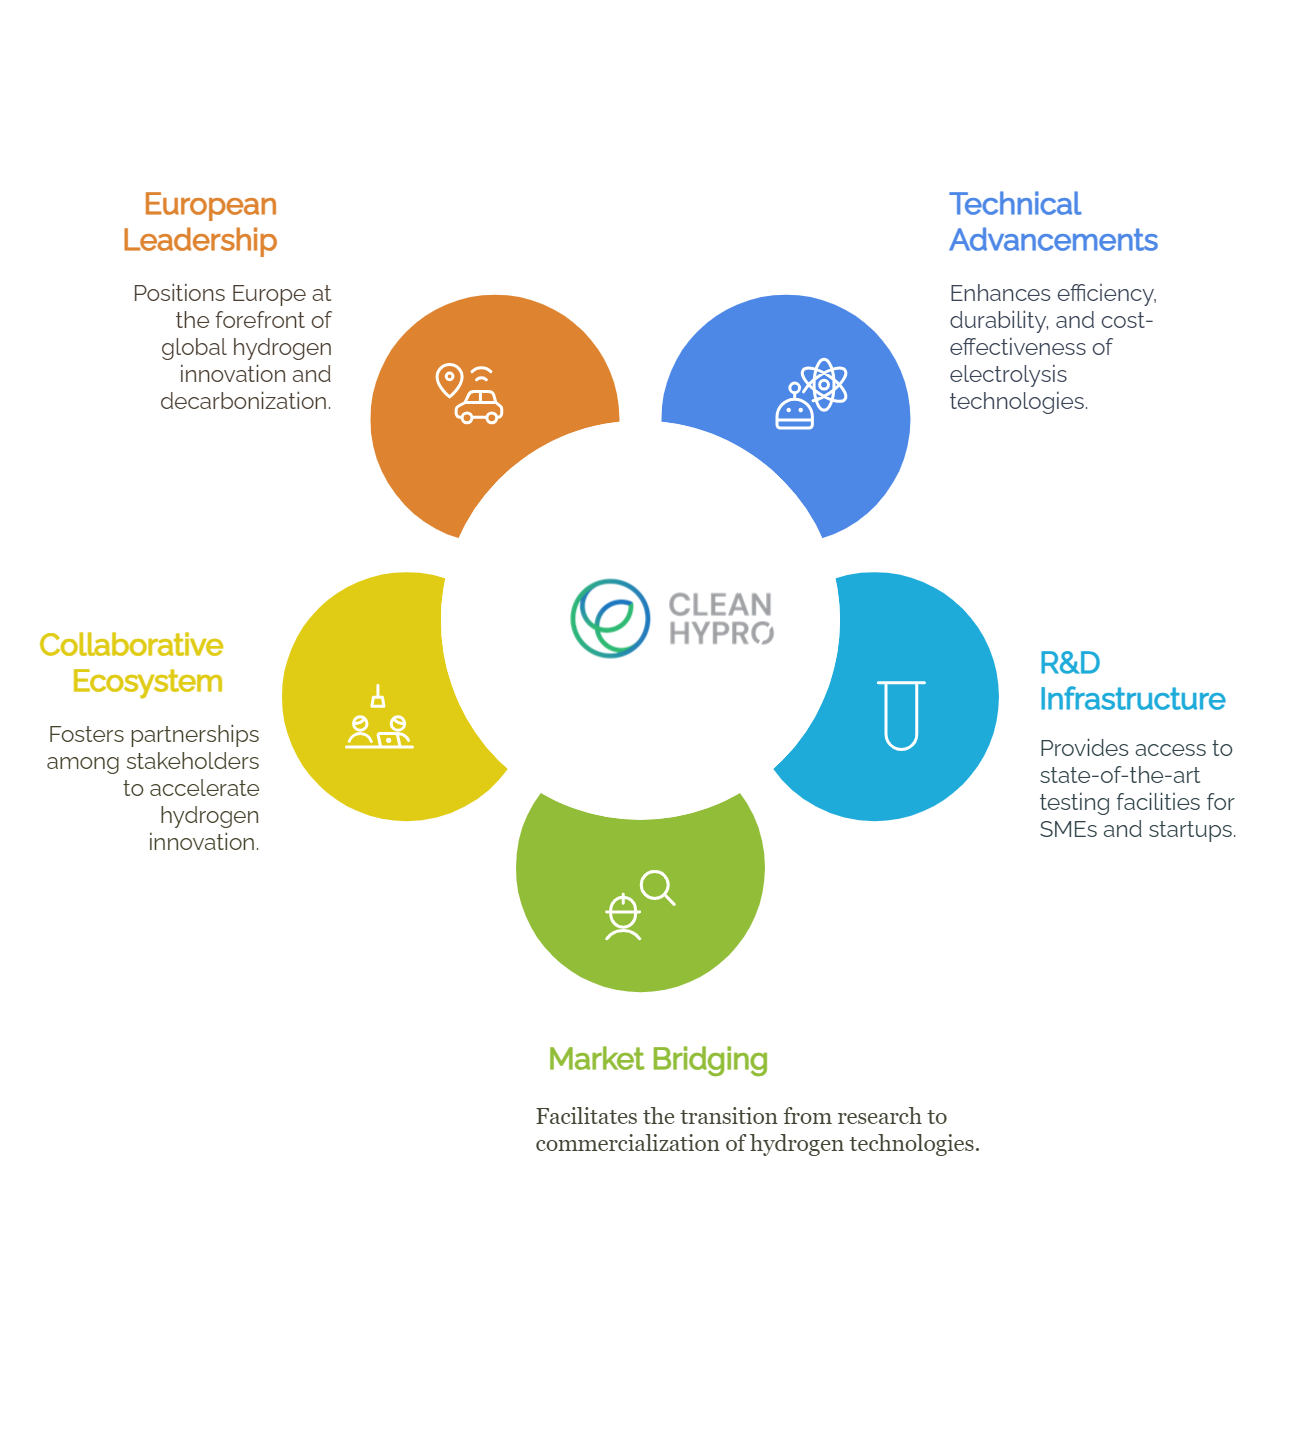 European
Leadership
Positions Europe at
the forefront of
global hydrogen
innovation and
decarbonization.
Technical
Advancements
Enhances efficiency,
durability, and cost-
effectiveness of
electrolysis
technologies.
CLEAN
HYPRO
Collaborative
Ecosystem
Fosters partnerships
among stakeholders
to accelerate
hydrogen
innovation.
R&D
Infrastructure
Provides access to
state-of-the-art
testing facilities for
SMEs and startups.
Market Bridging
Facilitates the transition from research to
commercialization of hydrogen technologies.